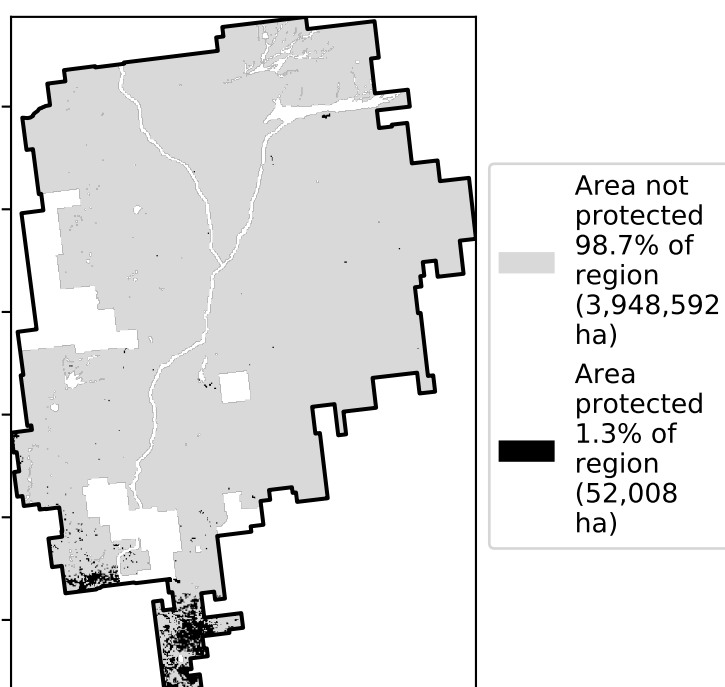 Area not
protected
98.7% of
region
(3,948,592
ha)
Area
protected
1.3% of
region
(52,008
ha)